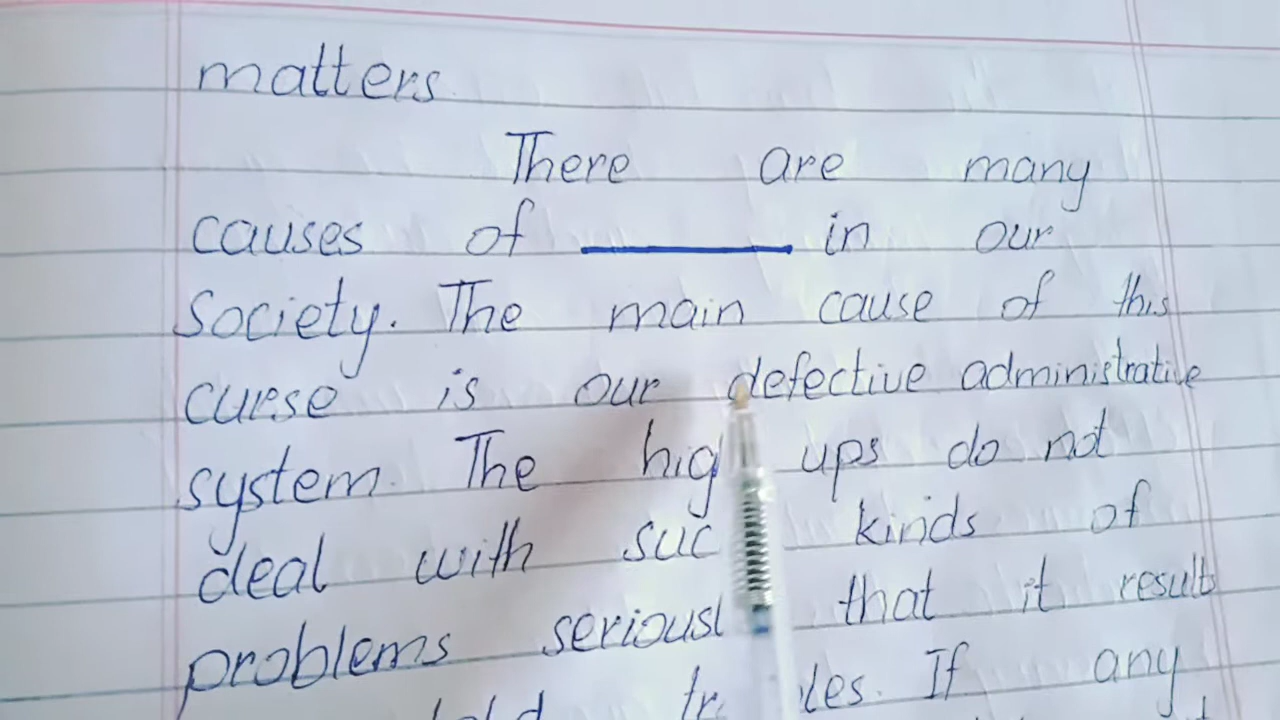 matters.
There are many
causes of ______ in our
society. The main cause of this
curse is our defective administrative
system. The hig ups do not
deal with suc kinds of
problems seriousl that it results
If any